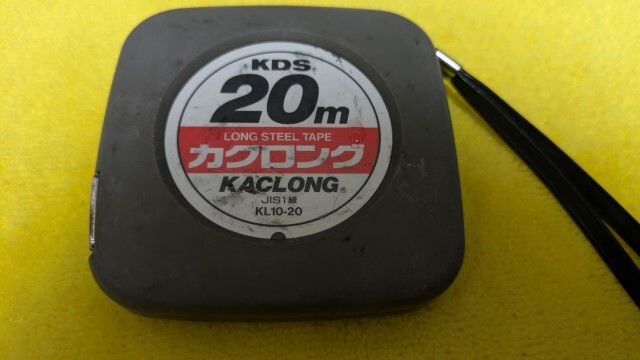 KDS
20m
LONG STEEL TAPE
カクロング
KACLONG®
JIS1級
KL10-20